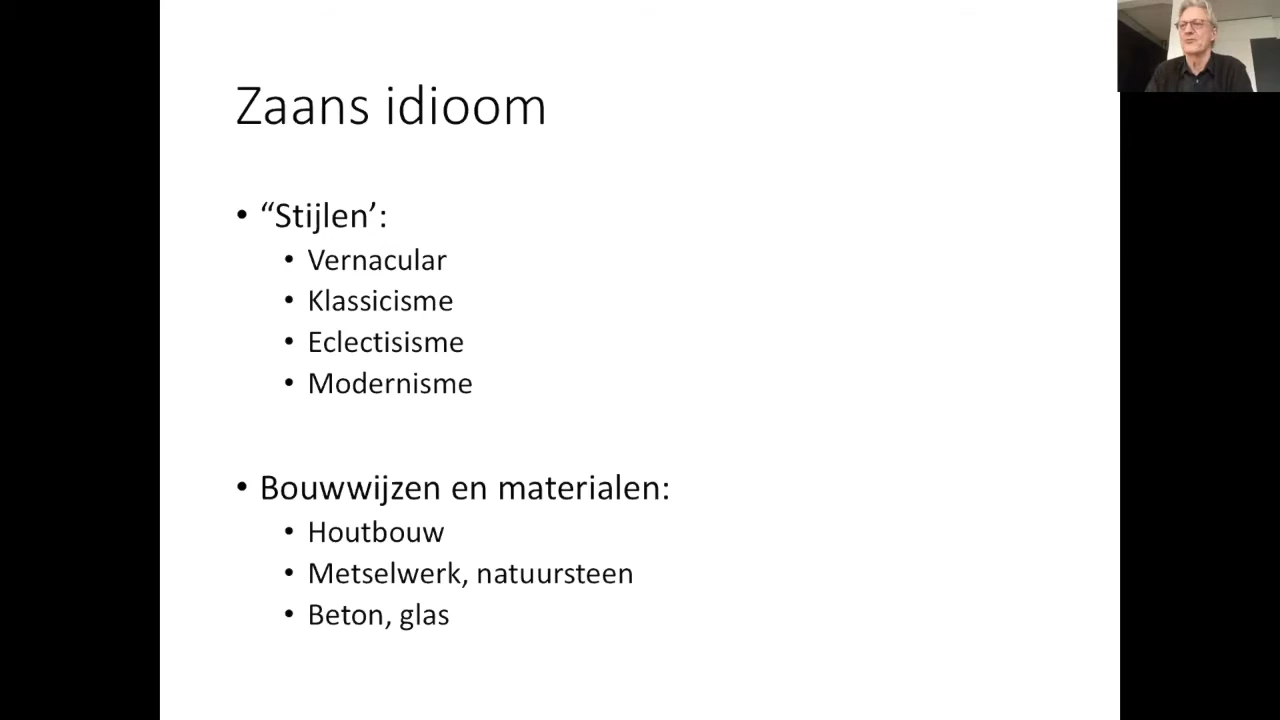 Zaans idioom
• “Stijlen’:
• Vernacular
• Klassicisme
• Eclectisisme
• Modernisme
• Bouwwijzen en materialen:
• Houtbouw
• Metselwerk, natuursteen
• Beton, glas